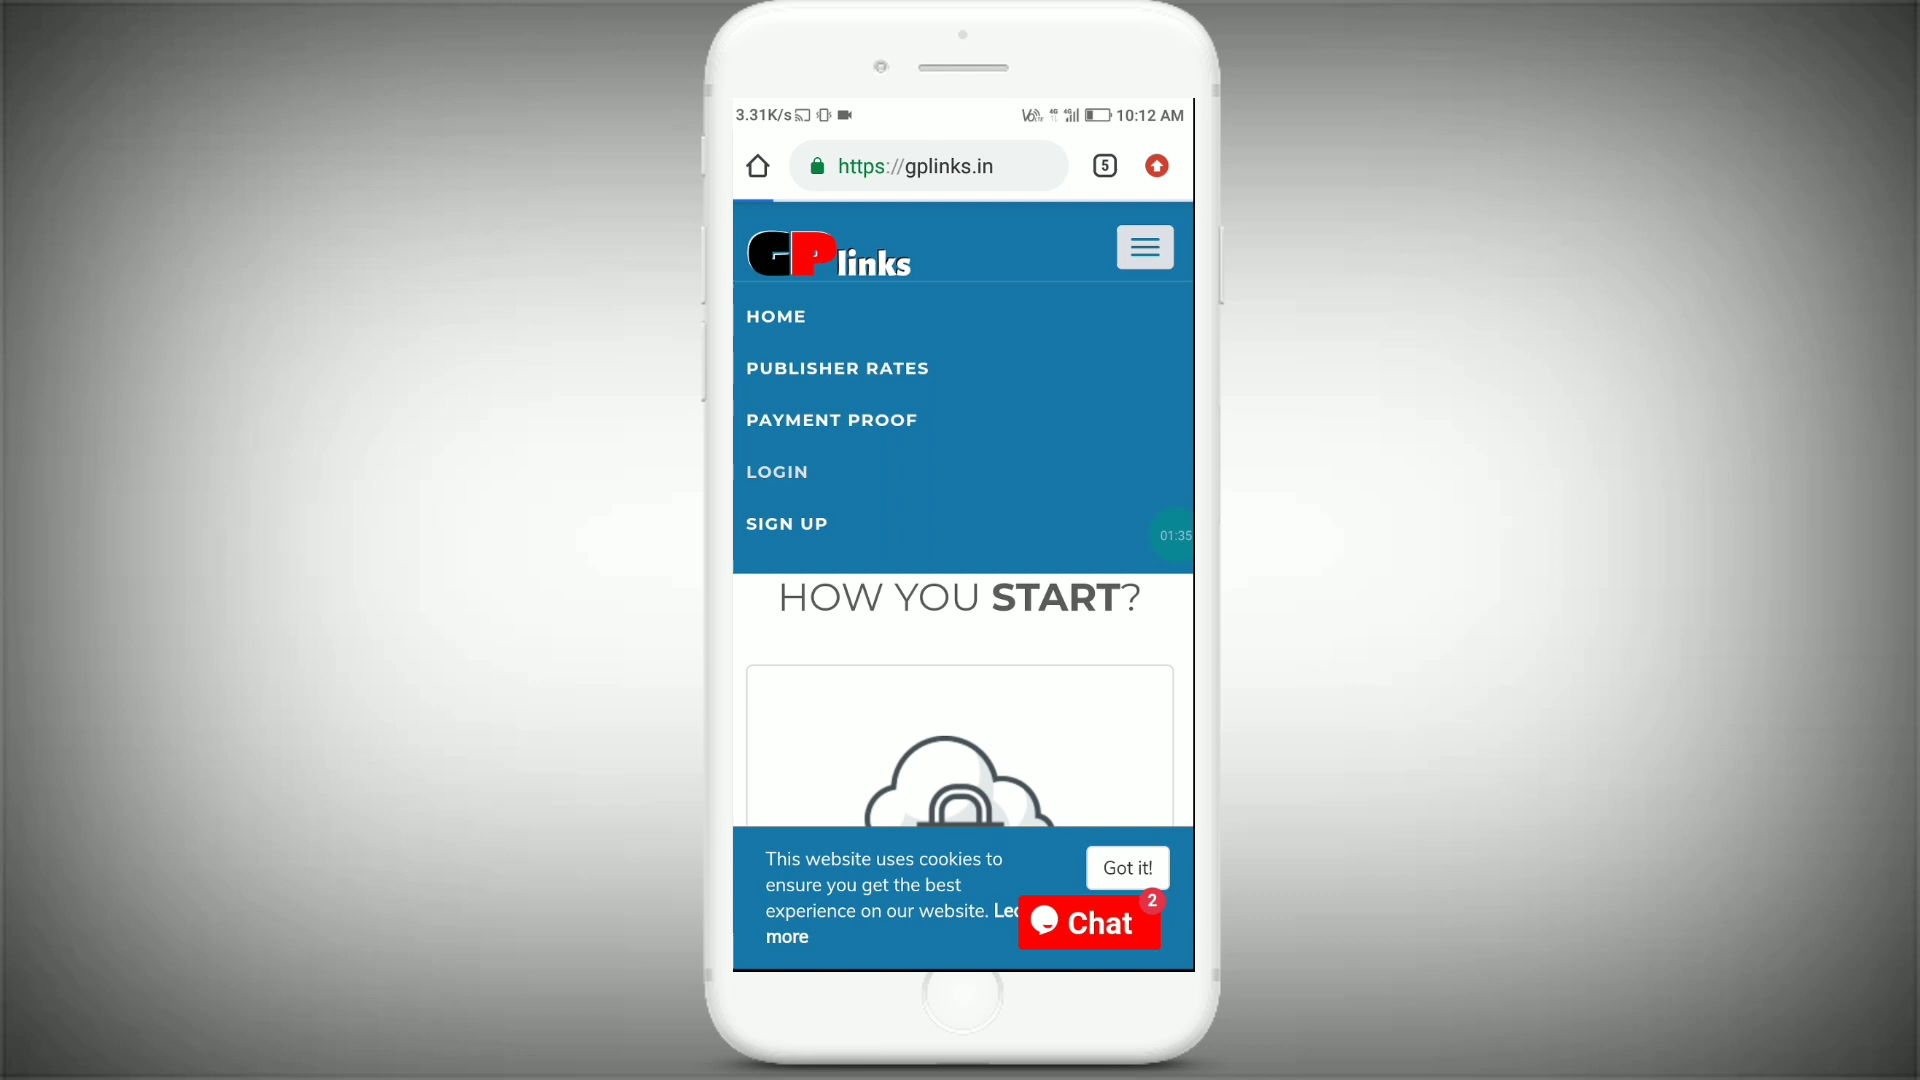 3.31K/s 10:12 AM
https://gplinks.in 5
GPlinks
HOME
PUBLISHER RATES
PAYMENT PROOF
LOGIN
SIGN UP
01:35
HOW YOU START?
This website uses cookies to
ensure you get the best
experience on our website. Lea
more
Got it!
2
Chat